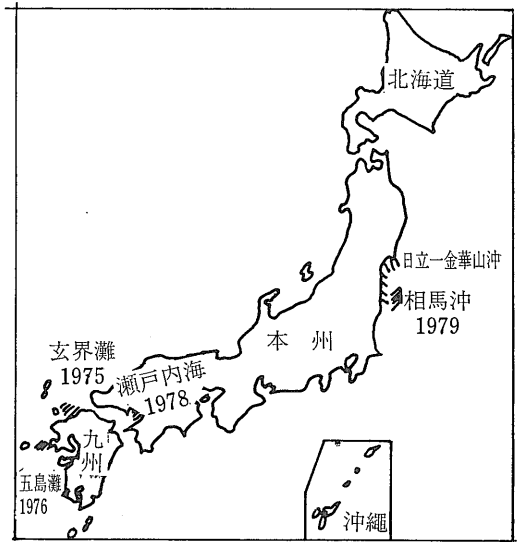 北海道
日立一金華山沖
相馬沖
1979
本州
玄界灘
1975
瀬戸内海
1978
九州
五島灘
1976
沖繩